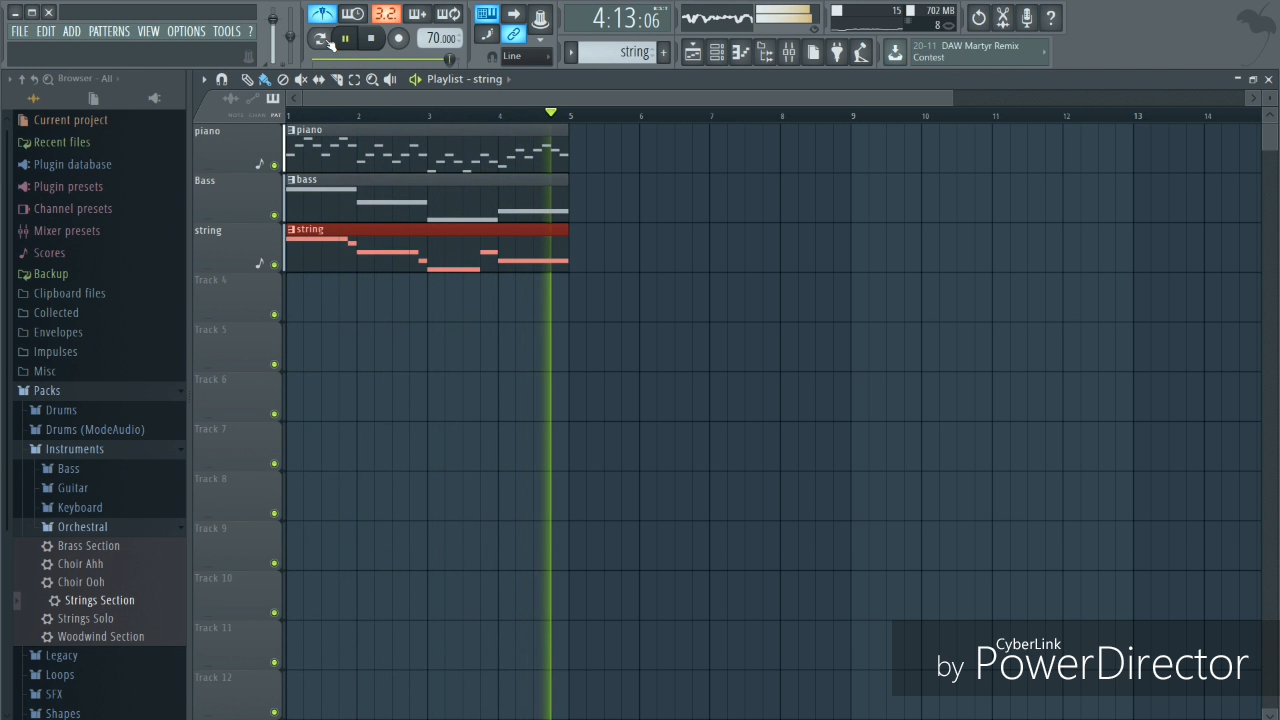 FILE EDIT ADD PATTERNS VIEW OPTIONS TOOLS ?
3.2
70.000
Line
4:13:06
string
15
702 MB
8
20-11 DAW Martyr Remix
Contest
Browser - All
Playlist - string
Current project
Recent files
Plugin database
Plugin presets
Channel presets
Mixer presets
Scores
Backup
Clipboard files
Collected
Envelopes
Impulses
Misc
Packs
Drums
Drums (ModeAudio)
Instruments
Bass
Guitar
Keyboard
Orchestral
Brass Section
Choir Ahh
Choir Ooh
Strings Section
Strings Solo
Woodwind Section
Legacy
Loops
SFX
Shapes
NOTE CHAN PAT
1 2 3 4 5 6 7 8 9 10 11 12 13 14
piano
piano
Bass
bass
string
string
Track 4
Track 5
Track 6
Track 7
Track 8
Track 9
Track 10
Track 11
Track 12
CyberLink
by PowerDirector